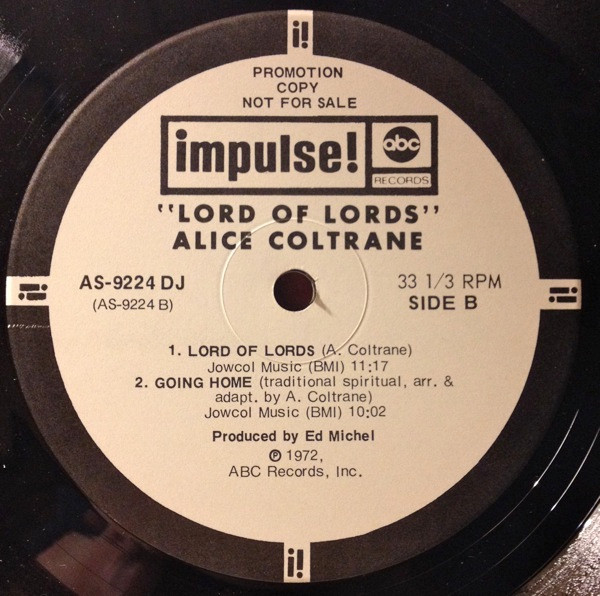 i!
PROMOTION
COPY
NOT FOR SALE
impulse! abc
RECORDS
"LORD OF LORDS"
ALICE COLTRANE
AS-9224 DJ 33 1/3 RPM
(AS-9224 B) SIDE B
i! i!
1. LORD OF LORDS (A. Coltrane)
Jowcol Music (BMI) 11:17
2. GOING HOME (traditional spiritual, arr. &
adapt. by A. Coltrane)
Jowcol Music (BMI) 10:02
Produced by Ed Michel
℗ 1972,
ABC Records, Inc.
i!